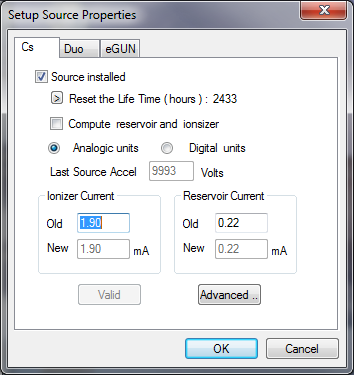 Setup Source Properties
Cs Duo eGUN
Source installed
> Reset the Life Time ( hours ) : 2433
Compute reservoir and ionsizer
Analogic units Digital units
Last Source Accel 9993 Volts
Ionizer Current Reservoir Current
Old 1.90 Old 0.22
New 1.90 mA New 0.22 mA
Valid Advanced ..
OK Cancel